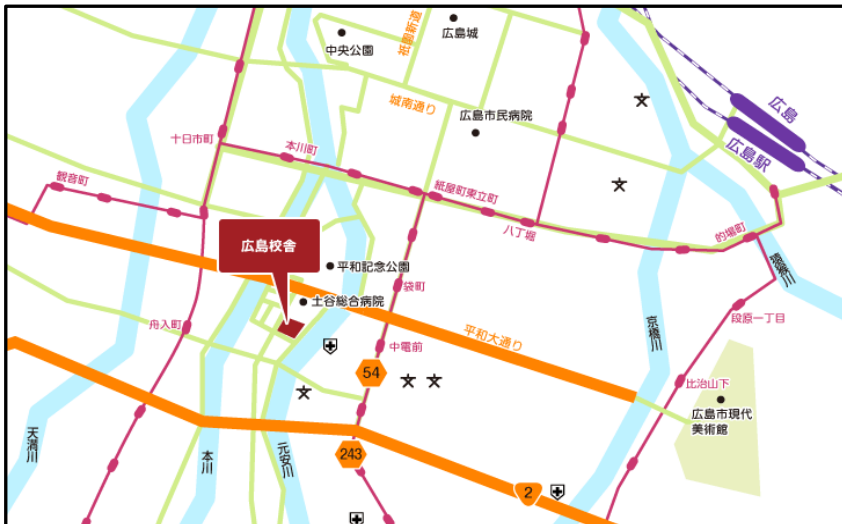 中央公園
祇園新道
広島城
城南通り
広島市民病院
広島
広島駅
十日市町
本川町
観音町
紙屋町東立町
八丁堀
的場町
猿猴川
広島校舎
平和記念公園
土谷総合病院
袋町
舟入町
平和大通り
京橋川
段原一丁目
中電前
54
比治山下
広島市現代
美術館
天満川
本川
元安川
243
2